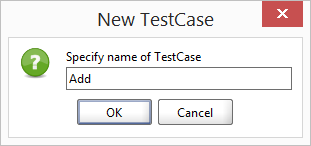 New TestCase
Specify name of TestCase
Add
OK
Cancel